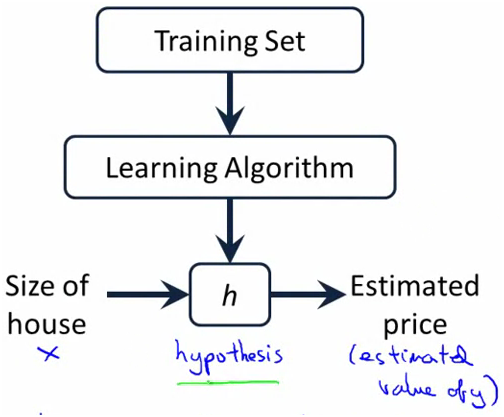 Training Set
Learning Algorithm
Size of
house
x
h
hypothesis
Estimated
price
(estimated
value of y)